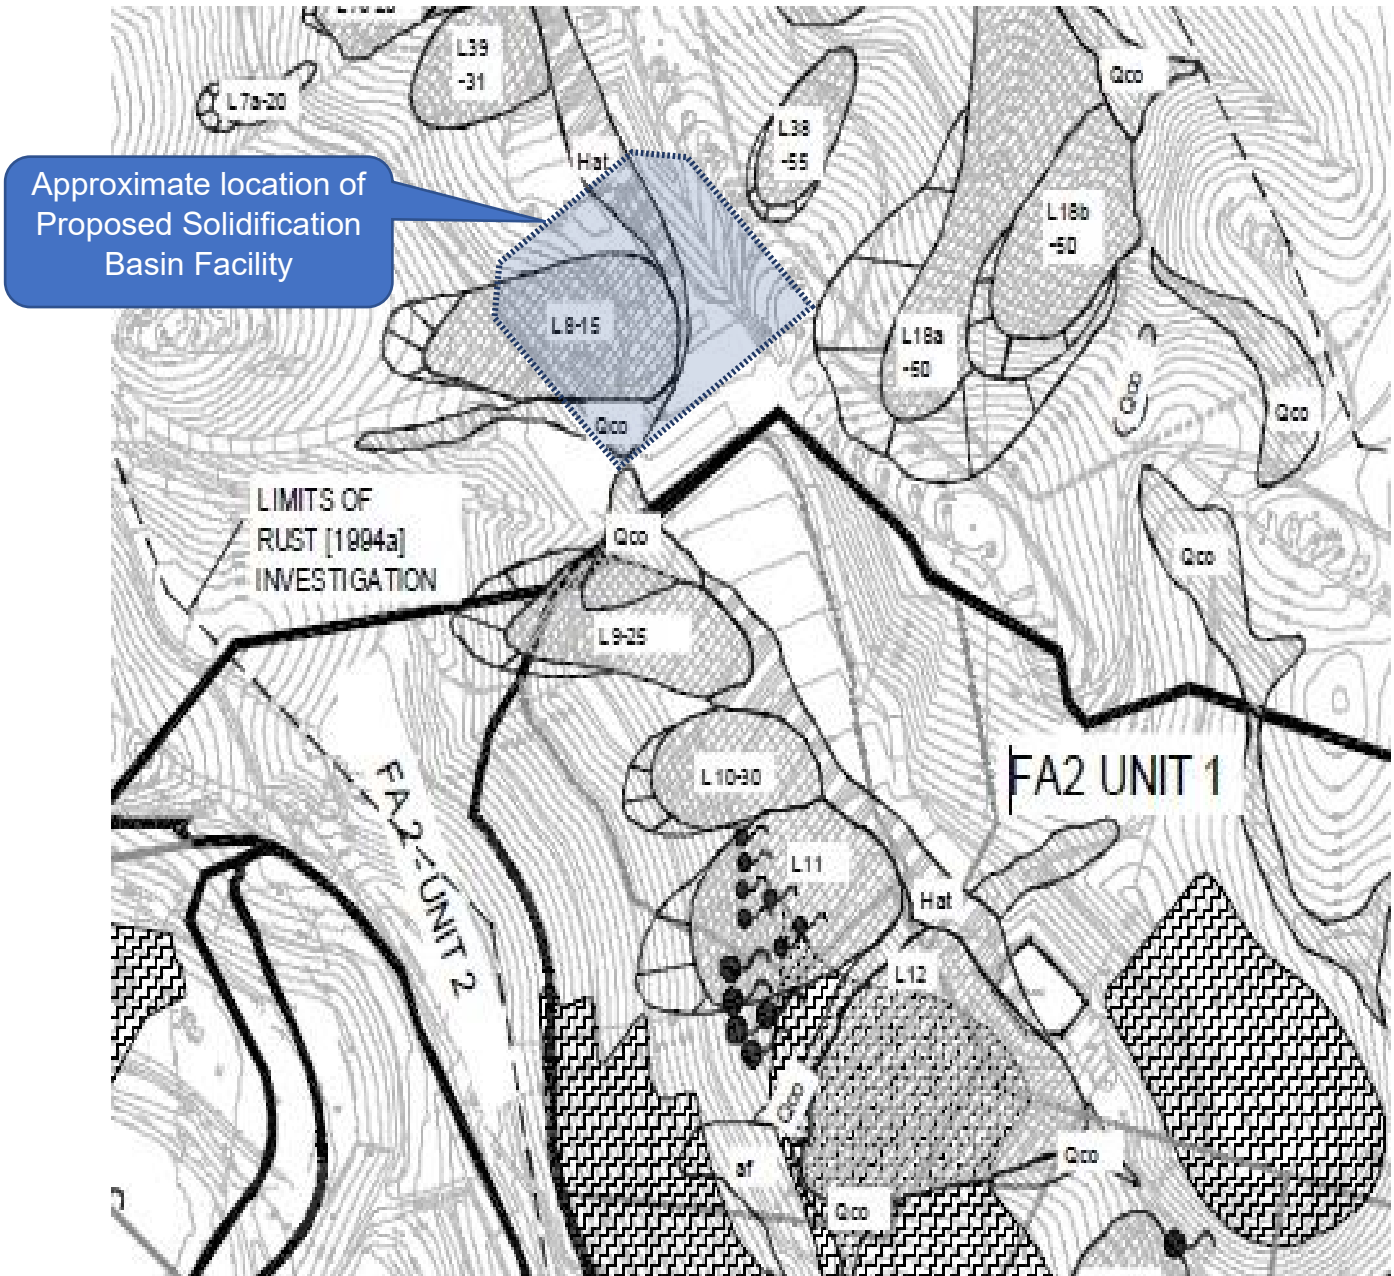 L39
-31
Qco
L7a-20
L38
-55
Hat
Approximate location of
Proposed Solidification
Basin Facility
L18b
-50
L8-15
L18a
-50
Qco
Qco
Qco
LIMITS OF
RUST [1994a]
INVESTIGATION
Qco
Qco
L9-25
FA2 UNIT 1
L10-30
FA2 UNIT 2
L11
Hat
L12
Qco
Qco
af
Qco